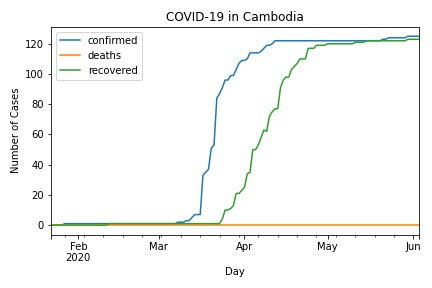 COVID-19 in Cambodia
confirmed
deaths
recovered
Number of Cases
120
100
80
60
40
20
0
Feb
2020
Mar
Apr
May
Jun
Day